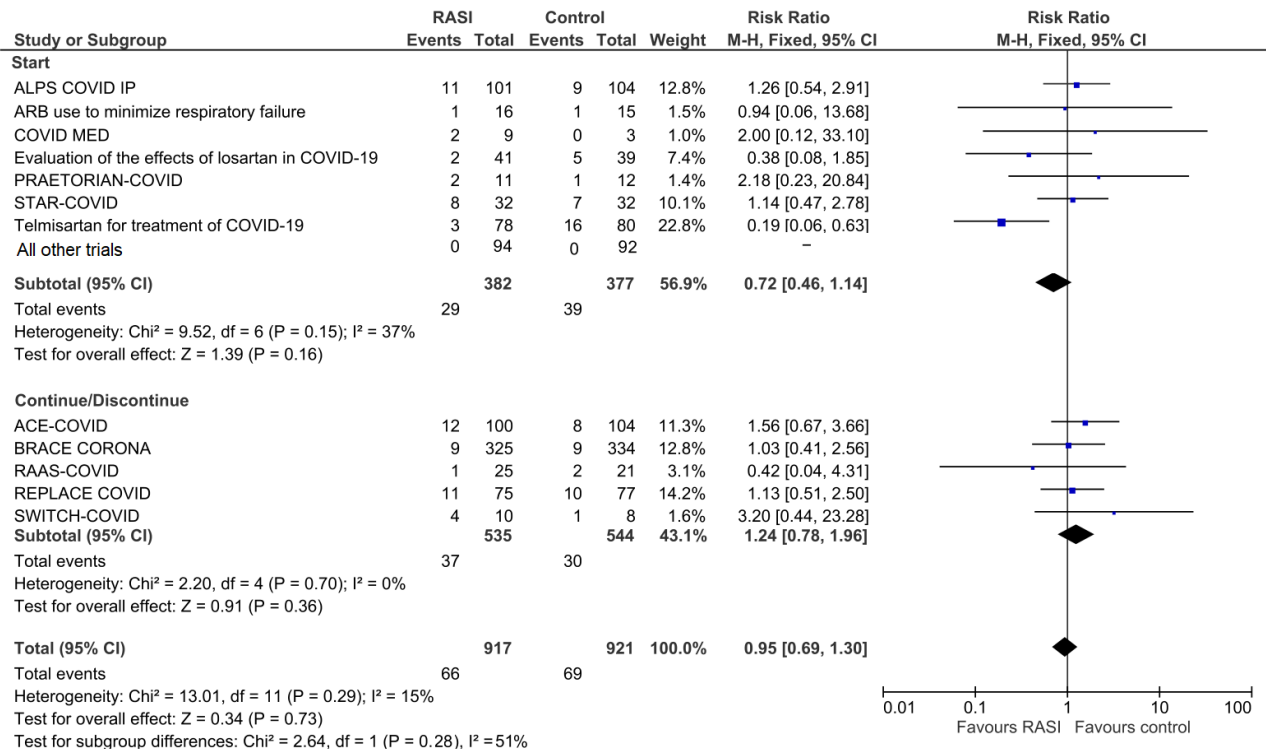 RASI Control Risk Ratio Risk Ratio
Study or Subgroup Events Total Events Total Weight M-H, Fixed, 95% CI M-H, Fixed, 95% CI
Start
ALPS COVID IP 11 101 9 104 12.8% 1.26 [0.54, 2.91]
ARB use to minimize respiratory failure 1 16 1 15 1.5% 0.94 [0.06, 13.68]
COVID MED 2 9 0 3 1.0% 2.00 [0.12, 33.10]
Evaluation of the effects of losartan in COVID-19 2 41 5 39 7.4% 0.38 [0.08, 1.85]
PRAETORIAN-COVID 2 11 1 12 1.4% 2.18 [0.23, 20.84]
STAR-COVID 8 32 7 32 10.1% 1.14 [0.47, 2.78]
Telmisartan for treatment of COVID-19 3 78 16 80 22.8% 0.19 [0.06, 0.63]
All other trials 0 94 0 92 –
Subtotal (95% CI) 382 377 56.9% 0.72 [0.46, 1.14]
Total events 29 39
Heterogeneity: Chi² = 9.52, df = 6 (P = 0.15); I² = 37%
Test for overall effect: Z = 1.39 (P = 0.16)
Continue/Discontinue
ACE-COVID 12 100 8 104 11.3% 1.56 [0.67, 3.66]
BRACE CORONA 9 325 9 334 12.8% 1.03 [0.41, 2.56]
RAAS-COVID 1 25 2 21 3.1% 0.42 [0.04, 4.31]
REPLACE COVID 11 75 10 77 14.2% 1.13 [0.51, 2.50]
SWITCH-COVID 4 10 1 8 1.6% 3.20 [0.44, 23.28]
Subtotal (95% CI) 535 544 43.1% 1.24 [0.78, 1.96]
Total events 37 30
Heterogeneity: Chi² = 2.20, df = 4 (P = 0.70); I² = 0%
Test for overall effect: Z = 0.91 (P = 0.36)
Total (95% CI) 917 921 100.0% 0.95 [0.69, 1.30]
Total events 66 69
Heterogeneity: Chi² = 13.01, df = 11 (P = 0.29); I² = 15%
Test for overall effect: Z = 0.34 (P = 0.73)
Test for subgroup differences: Chi² = 2.64, df = 1 (P = 0.28), I² =51%
0.01 0.1 1 10 100
Favours RASI Favours control